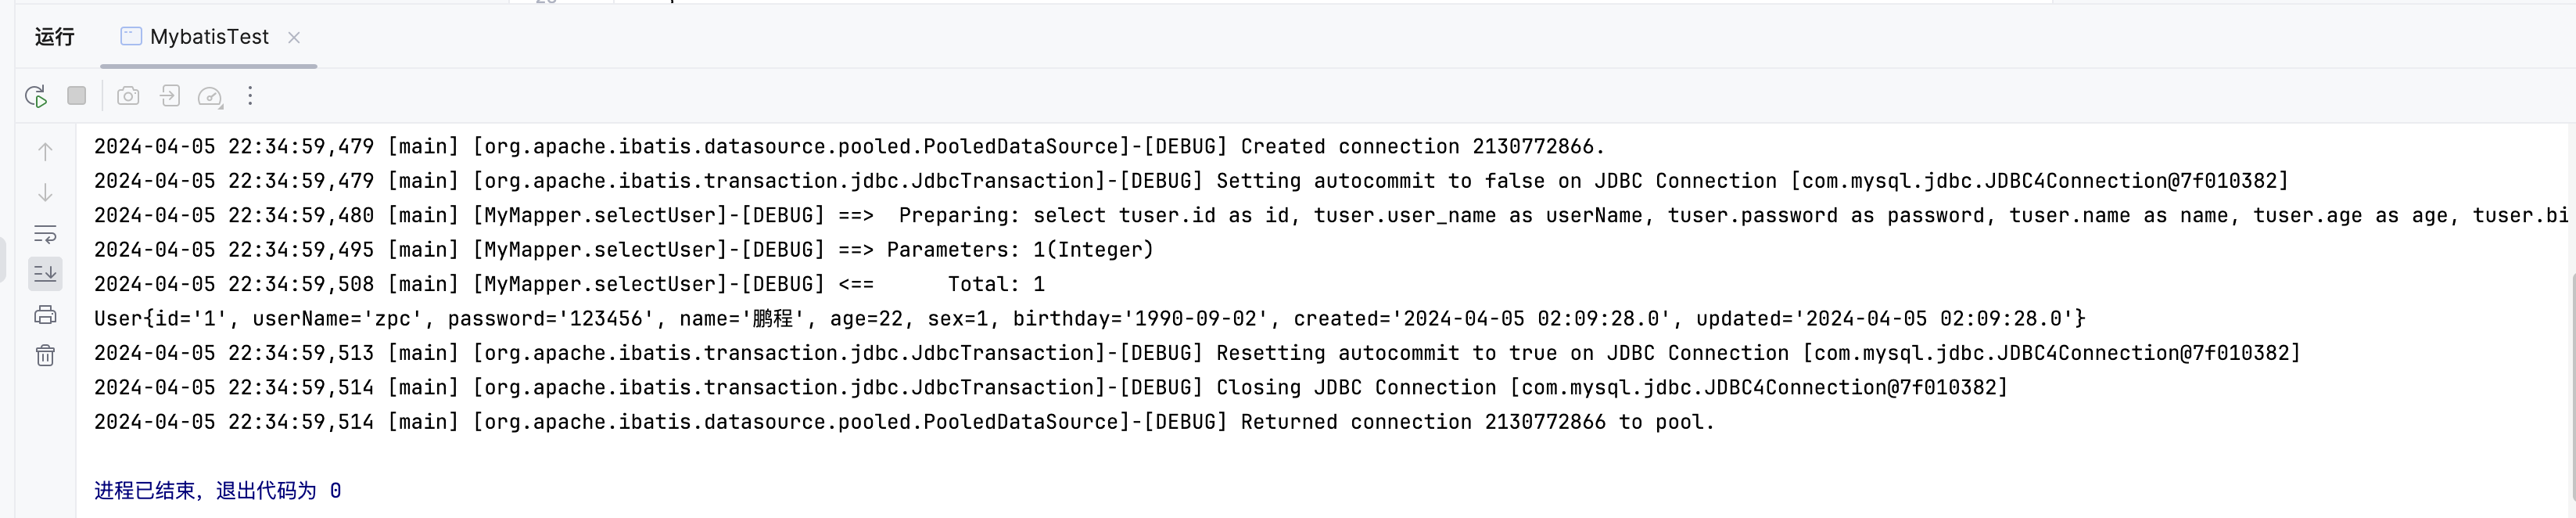 运行 MybatisTest
2024-04-05 22:34:59,479 [main] [org.apache.ibatis.datasource.pooled.PooledDataSource]-[DEBUG] Created connection 2130772866.
2024-04-05 22:34:59,479 [main] [org.apache.ibatis.transaction.jdbc.JdbcTransaction]-[DEBUG] Setting autocommit to false on JDBC Connection [com.mysql.jdbc.JDBC4Connection@7f010382]
2024-04-05 22:34:59,480 [main] [MyMapper.selectUser]-[DEBUG] ==>  Preparing: select tuser.id as id, tuser.user_name as userName, tuser.password as password, tuser.name as name, tuser.age as age, tuser.bi
2024-04-05 22:34:59,495 [main] [MyMapper.selectUser]-[DEBUG] ==> Parameters: 1(Integer)
2024-04-05 22:34:59,508 [main] [MyMapper.selectUser]-[DEBUG] <==      Total: 1
User{id='1', userName='zpc', password='123456', name='鹏程', age=22, sex=1, birthday='1990-09-02', created='2024-04-05 02:09:28.0', updated='2024-04-05 02:09:28.0'}
2024-04-05 22:34:59,513 [main] [org.apache.ibatis.transaction.jdbc.JdbcTransaction]-[DEBUG] Resetting autocommit to true on JDBC Connection [com.mysql.jdbc.JDBC4Connection@7f010382]
2024-04-05 22:34:59,514 [main] [org.apache.ibatis.transaction.jdbc.JdbcTransaction]-[DEBUG] Closing JDBC Connection [com.mysql.jdbc.JDBC4Connection@7f010382]
2024-04-05 22:34:59,514 [main] [org.apache.ibatis.datasource.pooled.PooledDataSource]-[DEBUG] Returned connection 2130772866 to pool.
进程已结束，退出代码为 0